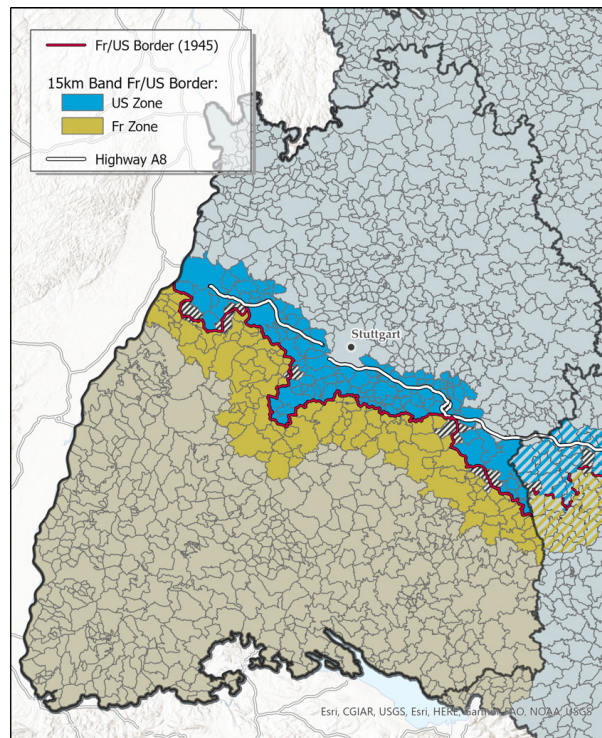 Fr/US Border (1945)
15km Band Fr/US Border:
US Zone
Fr Zone
Highway A8
Stuttgart
Esri, CGIAR, USGS, Esri, HERE, Garmin, FAO, NOAA, USGS